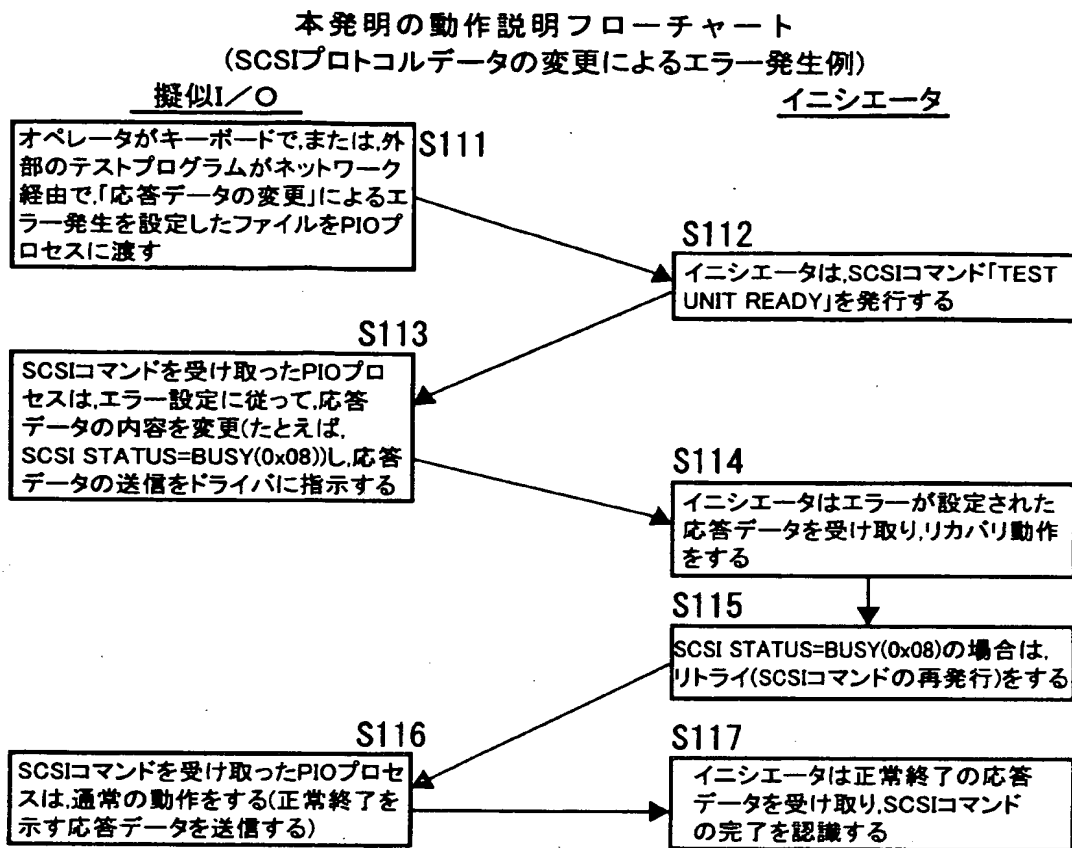 本発明の動作説明フローチャート
(SCSIプロトコルデータの変更によるエラー発生例)
擬似I/O
イニシエータ
S111
オペレータがキーボードで,または,外
部のテストプログラムがネットワーク
経由で,「応答データの変更」によるエ
ラー発生を設定したファイルをPIOプ
ロセスに渡す
S112
イニシエータは,SCSIコマンド「TEST
UNIT READY」を発行する
S113
SCSIコマンドを受け取ったPIOプロ
セスは,エラー設定に従って,応答
データの内容を変更(たとえば,
SCSI STATUS=BUSY(0x08))し,応答
データの送信をドライバに指示する
S114
イニシエータはエラーが設定された
応答データを受け取り,リカバリ動作
をする
S115
SCSI STATUS=BUSY(0x08)の場合は,
リトライ(SCSIコマンドの再発行)をする
S116
SCSIコマンドを受け取ったPIOプロセ
スは,通常の動作をする(正常終了を
示す応答データを送信する)
S117
イニシエータは正常終了の応答
データを受け取り,SCSIコマンド
の完了を認識する